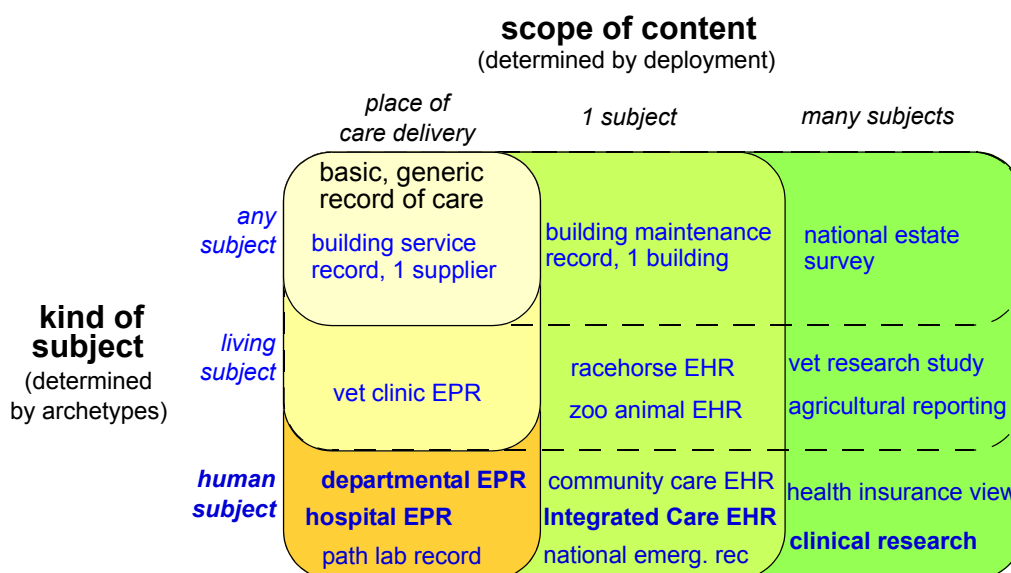 scope of content
(determined by deployment)
place of
care delivery
1 subject
many subjects
kind of
subject
(determined
by archetypes)
any
subject
basic, generic
record of care
building service
record, 1 supplier
building maintenance
record, 1 building
national estate
survey
living
subject
vet clinic EPR
racehorse EHR
zoo animal EHR
vet research study
agricultural reporting
human
subject
departmental EPR
hospital EPR
path lab record
community care EHR
Integrated Care EHR
national emerg. rec
health insurance view
clinical research